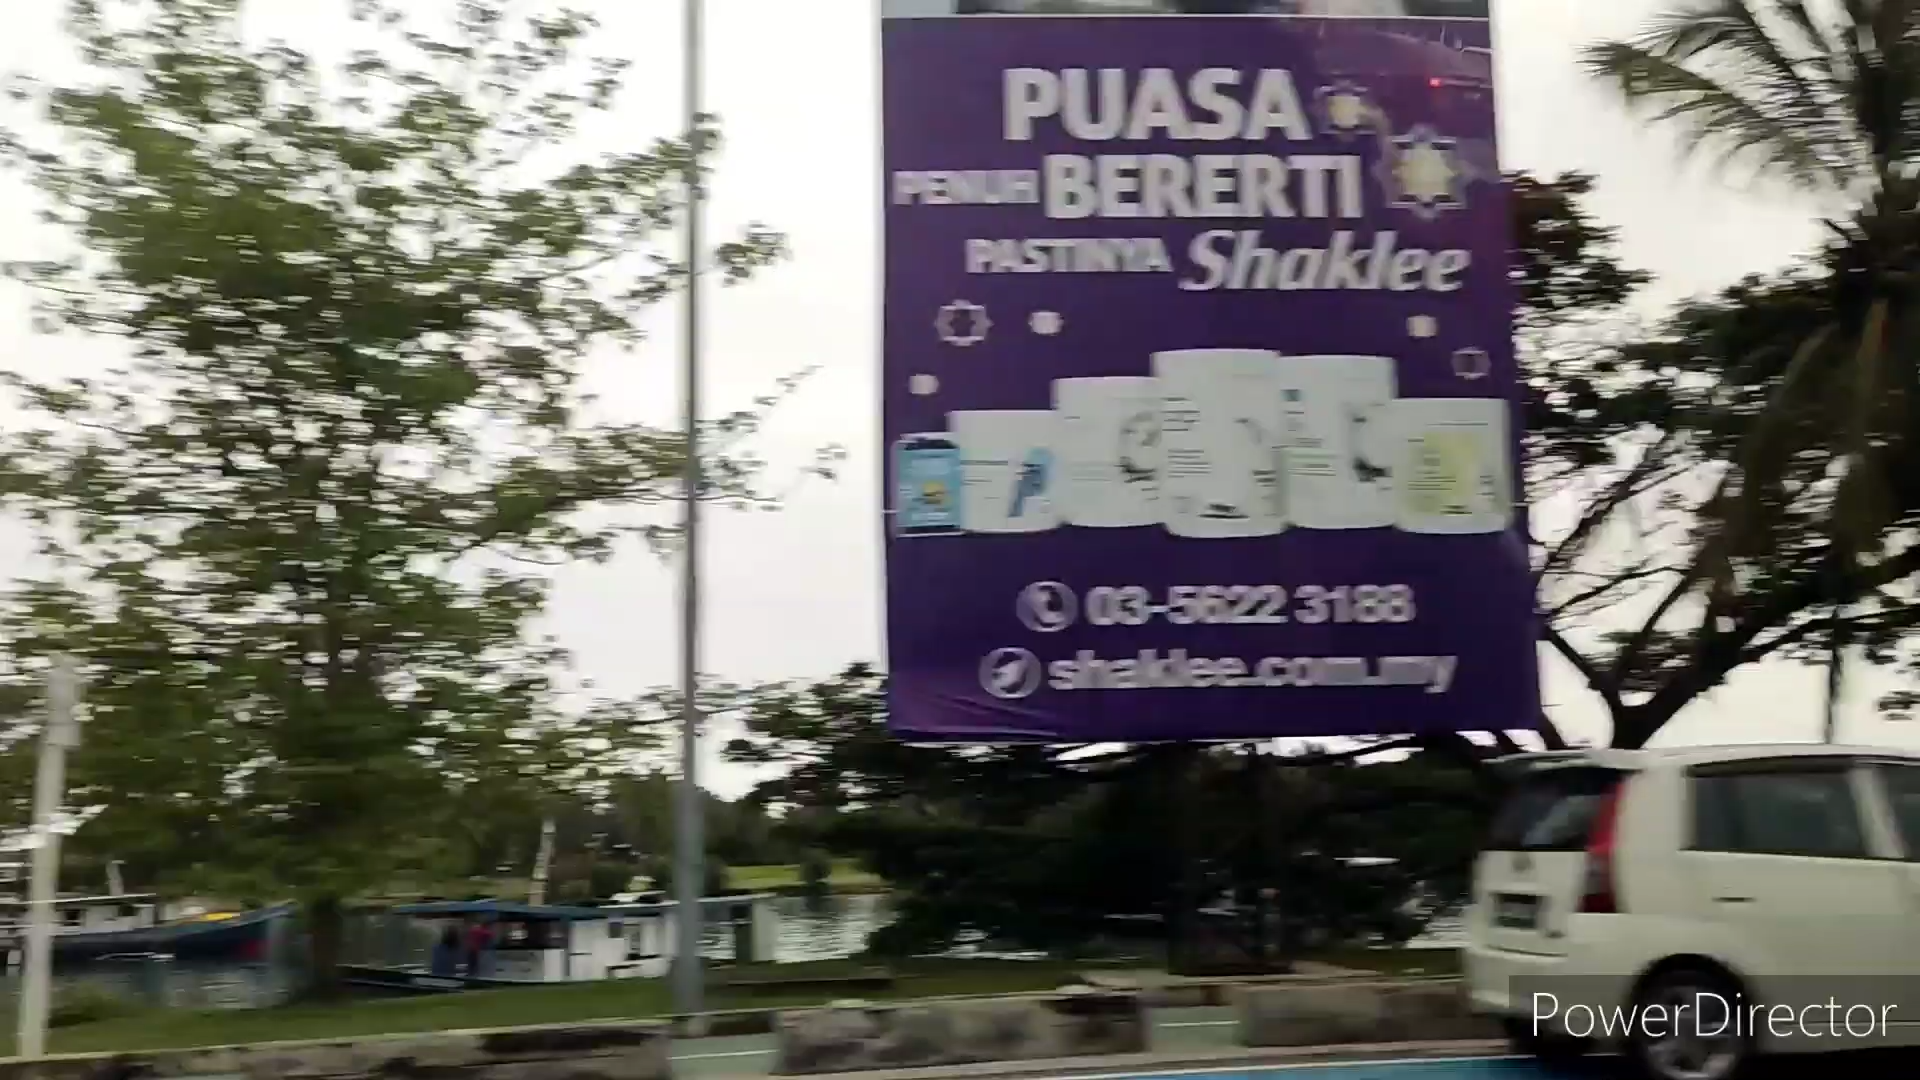 PUASA
PENUH BERERTI
PASTINYA Shaklee
03-5622 3188
shaklee.com.my
PowerDirector